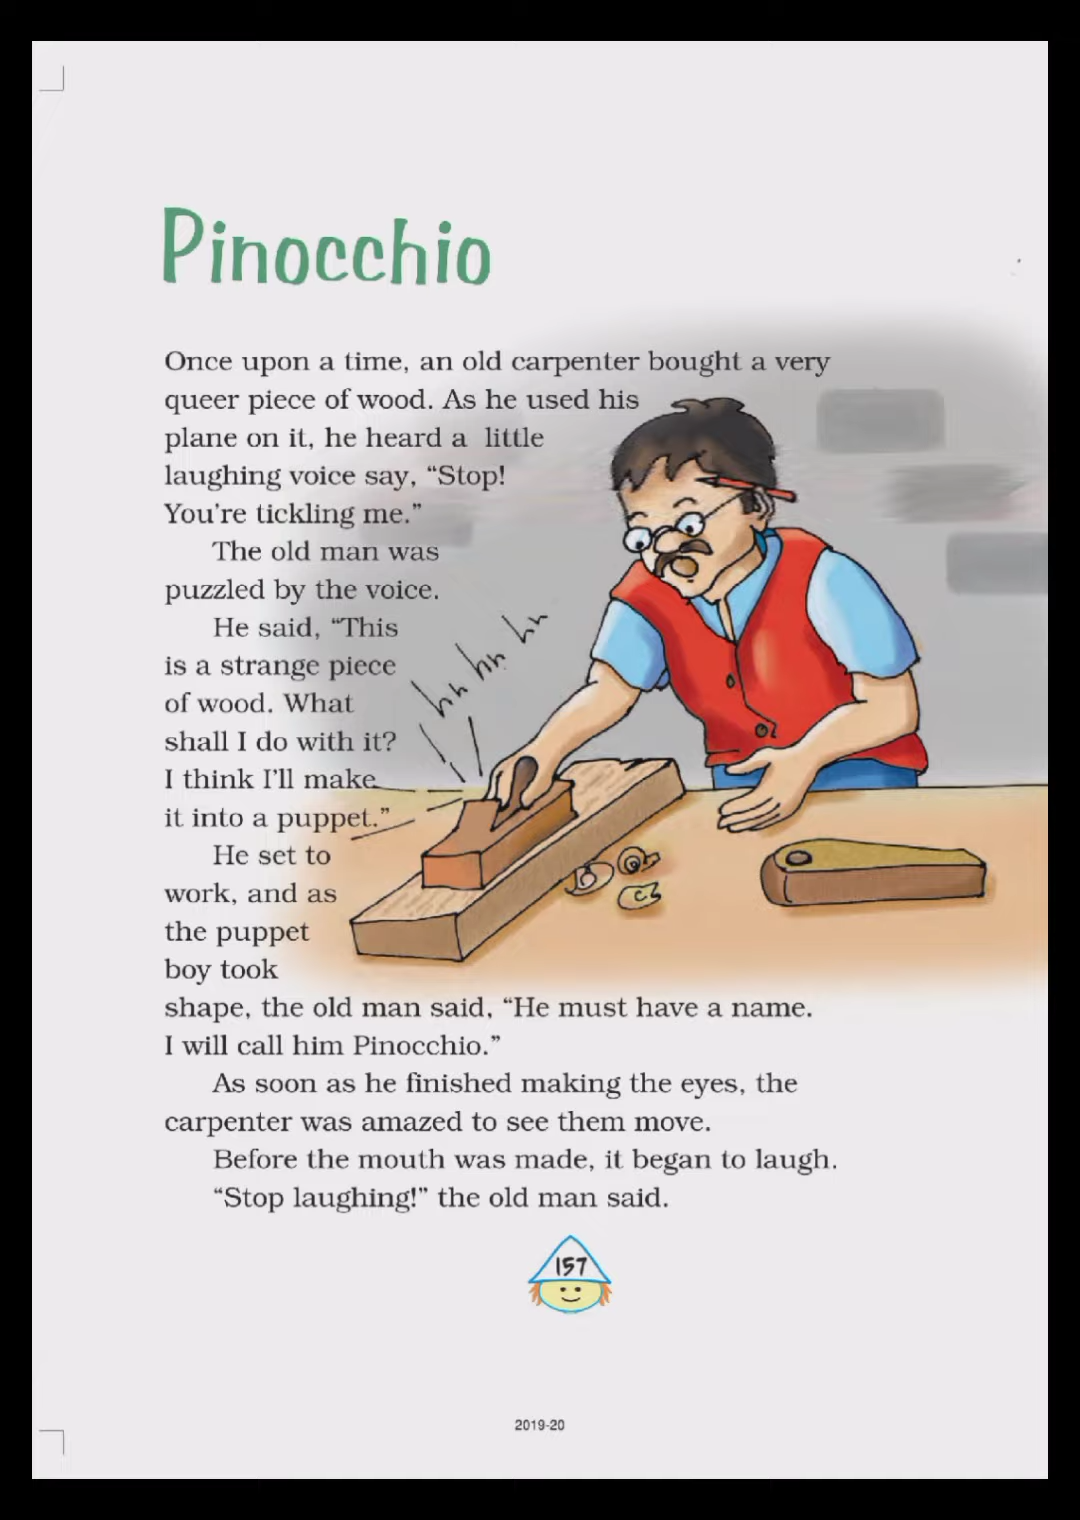 Pinocchio
Once upon a time, an old carpenter bought a very
queer piece of wood. As he used his
plane on it, he heard a little
laughing voice say, “Stop!
You're tickling me.”
The old man was
puzzled by the voice.
He said, “This
is a strange piece
of wood. What
shall I do with it?
I think I'll make
it into a puppet.”
He set to
work, and as
the puppet
boy took
shape, the old man said, “He must have a name.
I will call him Pinocchio.”
As soon as he finished making the eyes, the
carpenter was amazed to see them move.
Before the mouth was made, it began to laugh.
“Stop laughing!” the old man said.
157
2019-20